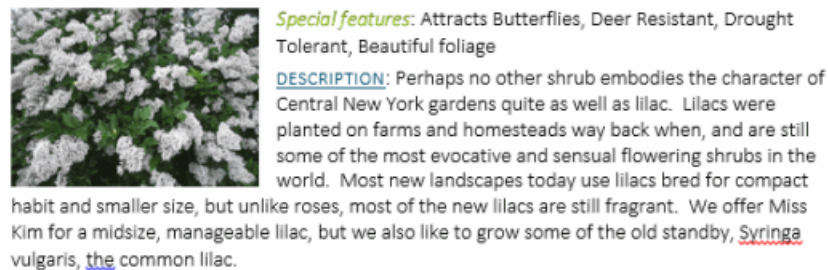 Special features: Attracts Butterflies, Deer Resistant, Drought
Tolerant, Beautiful foliage
DESCRIPTION: Perhaps no other shrub embodies the character of
Central New York gardens quite as well as lilac.  Lilacs were
planted on farms and homesteads way back when, and are still
some of the most evocative and sensual flowering shrubs in the
world.  Most new landscapes today use lilacs bred for compact
habit and smaller size, but unlike roses, most of the new lilacs are still fragrant.  We offer Miss
Kim for a midsize, manageable lilac, but we also like to grow some of the old standby, Syringa
vulgaris, the common lilac.